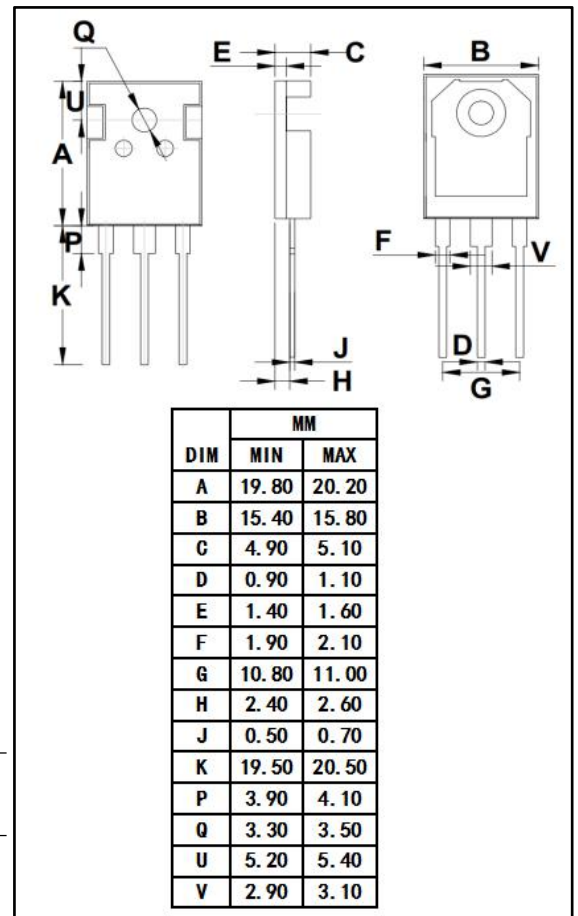 Q
E
C
B
U
A
P
K
F
V
J
H
D
G
MM
DIM MIN MAX
A 19.80 20.20
B 15.40 15.80
C 4.90 5.10
D 0.90 1.10
E 1.40 1.60
F 1.90 2.10
G 10.80 11.00
H 2.40 2.60
J 0.50 0.70
K 19.50 20.50
P 3.90 4.10
Q 3.30 3.50
U 5.20 5.40
V 2.90 3.10